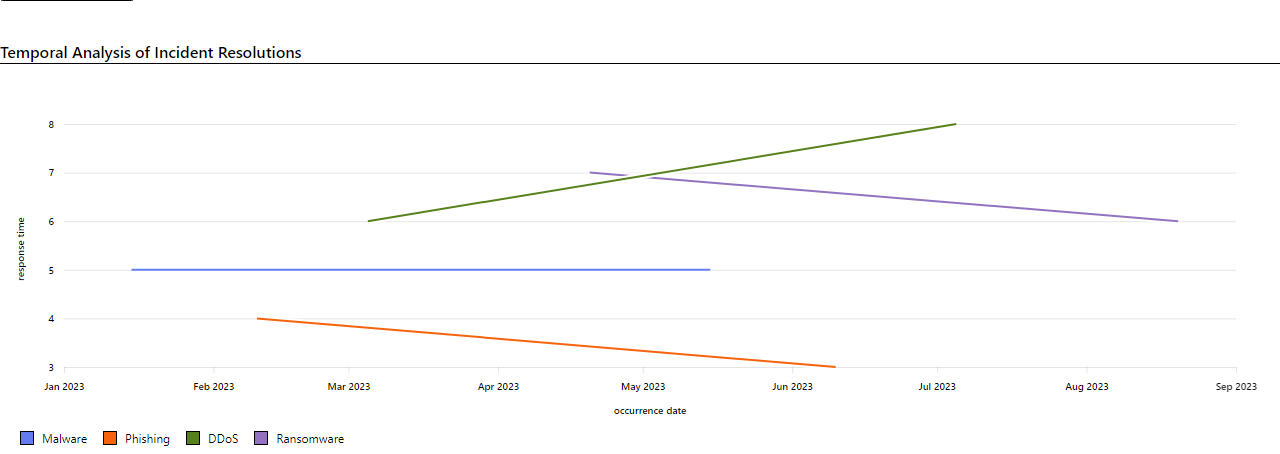 Temporal Analysis of Incident Resolutions
8
7
6
5
4
3
response time
Jan 2023 Feb 2023 Mar 2023 Apr 2023 May 2023 Jun 2023 Jul 2023 Aug 2023 Sep 2023
occurrence date
Malware Phishing DDoS Ransomware